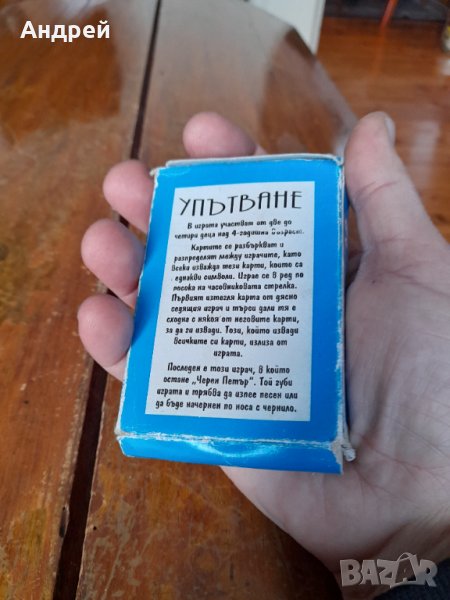 Андрей
УПЪТВАНЕ
В играта участват от две до
четири деца над 4-годишна възраст.
Картите се разбъркват и
разпределят между играчите, като
всеки изважда тези карти, които са
еднакви символи. Играе се в ред по
посока на часовниковата стрелка.
Първият изтегля карта от дясно
седящия играч и търси дали тя е
сходна с някоя от неговите карти,
за да ги извади. Този, който извади
всичките си карти, излиза от
играта.
Последен е този играч, в който
остане „Черен Петър". Той губи
играта и трябва да изпее песен или
да бъде начернен по носа с чернило.
BAZAR